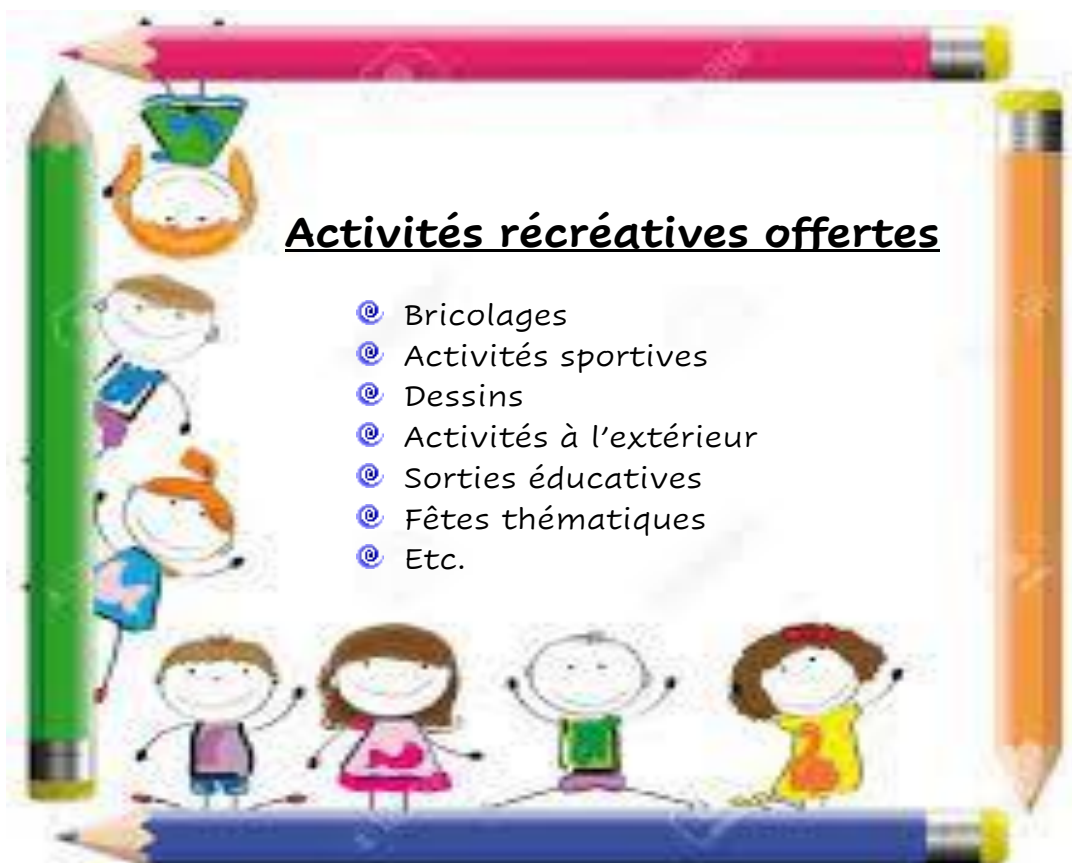 Activités récréatives offertes
Bricolages
Activités sportives
Dessins
Activités à l'extérieur
Sorties éducatives
Fêtes thématiques
Etc.